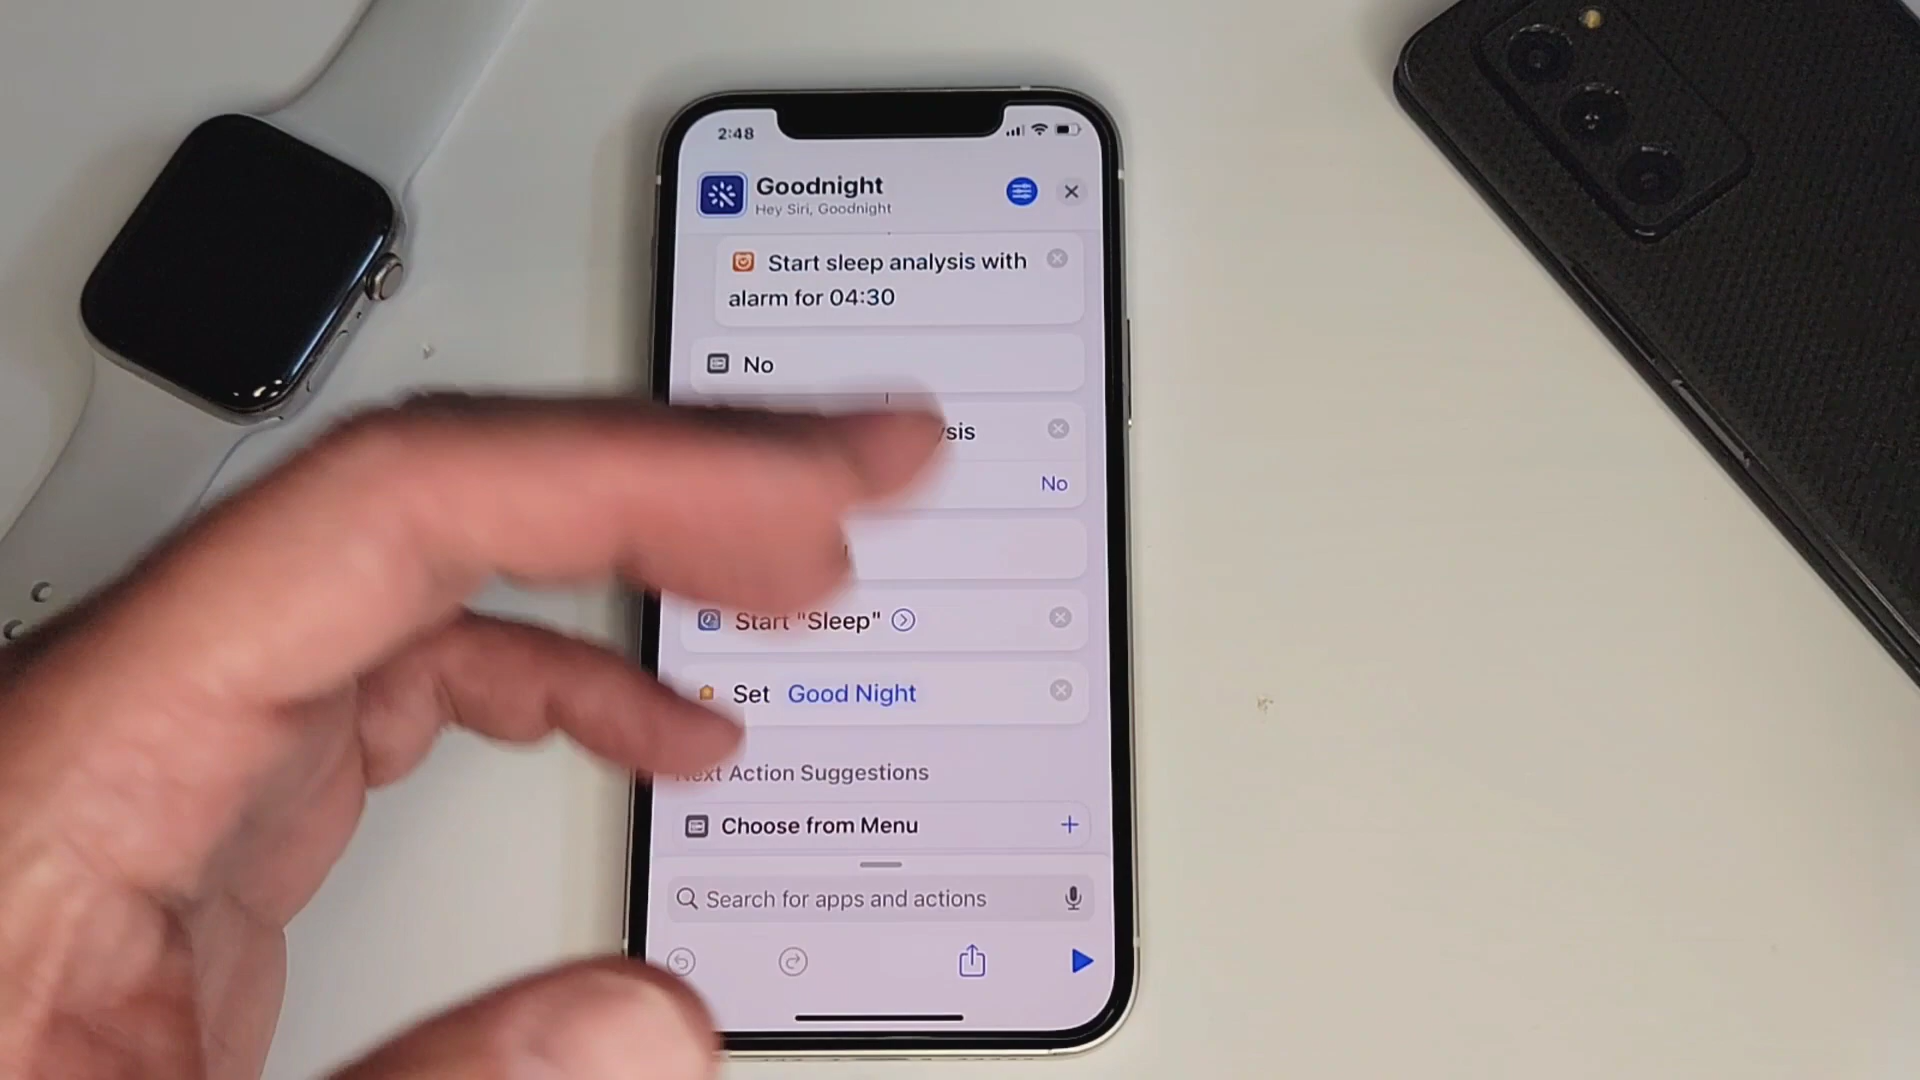 2:48
Goodnight
Hey Siri, Goodnight
Start sleep analysis with
alarm for 04:30
No
No
Start "Sleep"
Set Good Night
Next Action Suggestions
Choose from Menu
Search for apps and actions